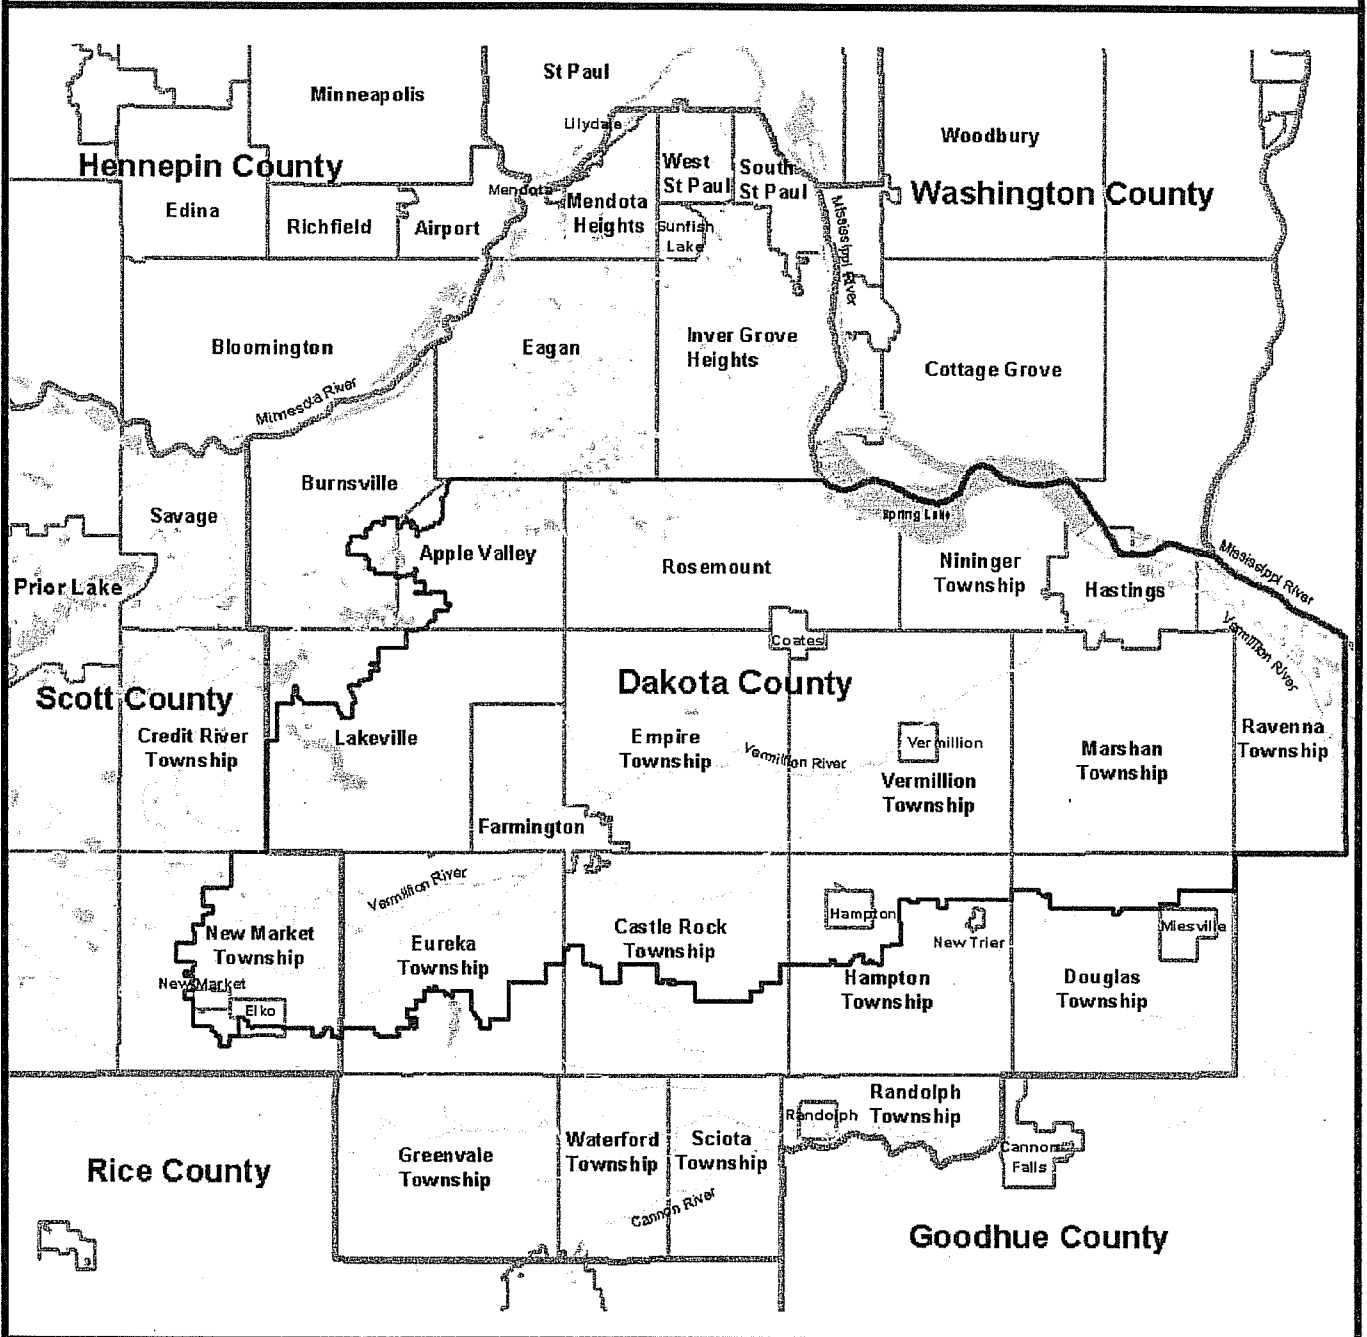 St Paul
Minneapolis
Lilydale
Woodbury
Hennepin County
West
St Paul
South
St Paul
Washington County
Mendota
Mendota
Heights
Edina
Richfield
Airport
Sunfish
Lake
Mississippi River
Bloomington
Eagan
Inver Grove
Heights
Cottage Grove
Minnesota River
Burnsville
Savage
Spring Lake
Apple Valley
Rosemount
Nininger
Township
Hastings
Mississippi River
Prior Lake
Coates
Vermillion River
Scott County
Dakota County
Credit River
Township
Lakeville
Empire
Township
Vermillion River
Vermillion
Vermillion
Township
Marshan
Township
Ravenna
Township
Farmington
Vermillion River
New Market
Township
Eureka
Township
Castle Rock
Township
Hampton
New Trier
Miesville
New Market
Elko
Hampton
Township
Douglas
Township
Randolph
Randolph
Township
Rice County
Greenvale
Township
Waterford
Township
Sciota
Township
Cannon
Falls
Cannon River
Goodhue County